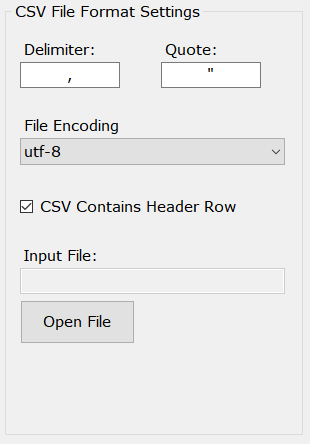 CSV File Format Settings
Delimiter: Quote:
, "
File Encoding
utf-8
CSV Contains Header Row
Input File:
Open File